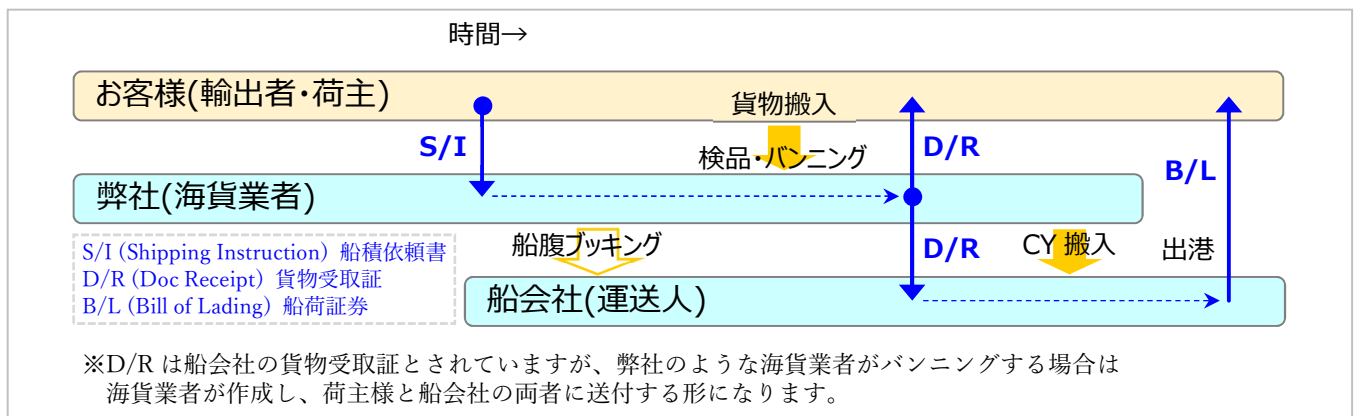 時間→
お客様(輸出者・荷主)
貨物搬入
S/I
検品・バンニング
D/R
B/L
弊社(海貨業者)
S/I (Shipping Instruction) 船積依頼書
D/R (Doc Receipt) 貨物受取証
B/L (Bill of Lading) 船荷証券
船腹ブッキング
D/R
CY 搬入
出港
船会社(運送人)
※D/R は船会社の貨物受取証とされていますが、弊社のような海貨業者がバンニングする場合は
海貨業者が作成し、荷主様と船会社の両者に送付する形になります。